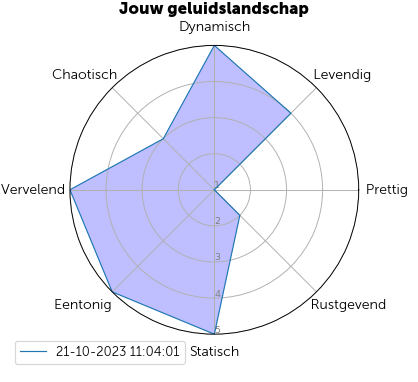 Jouw geluidslandschap
Dynamisch
Chaotisch
Levendig
Vervelend
1
Prettig
2
3
4
Eentonig
Rustgevend
5
21-10-2023 11:04:01
Statisch